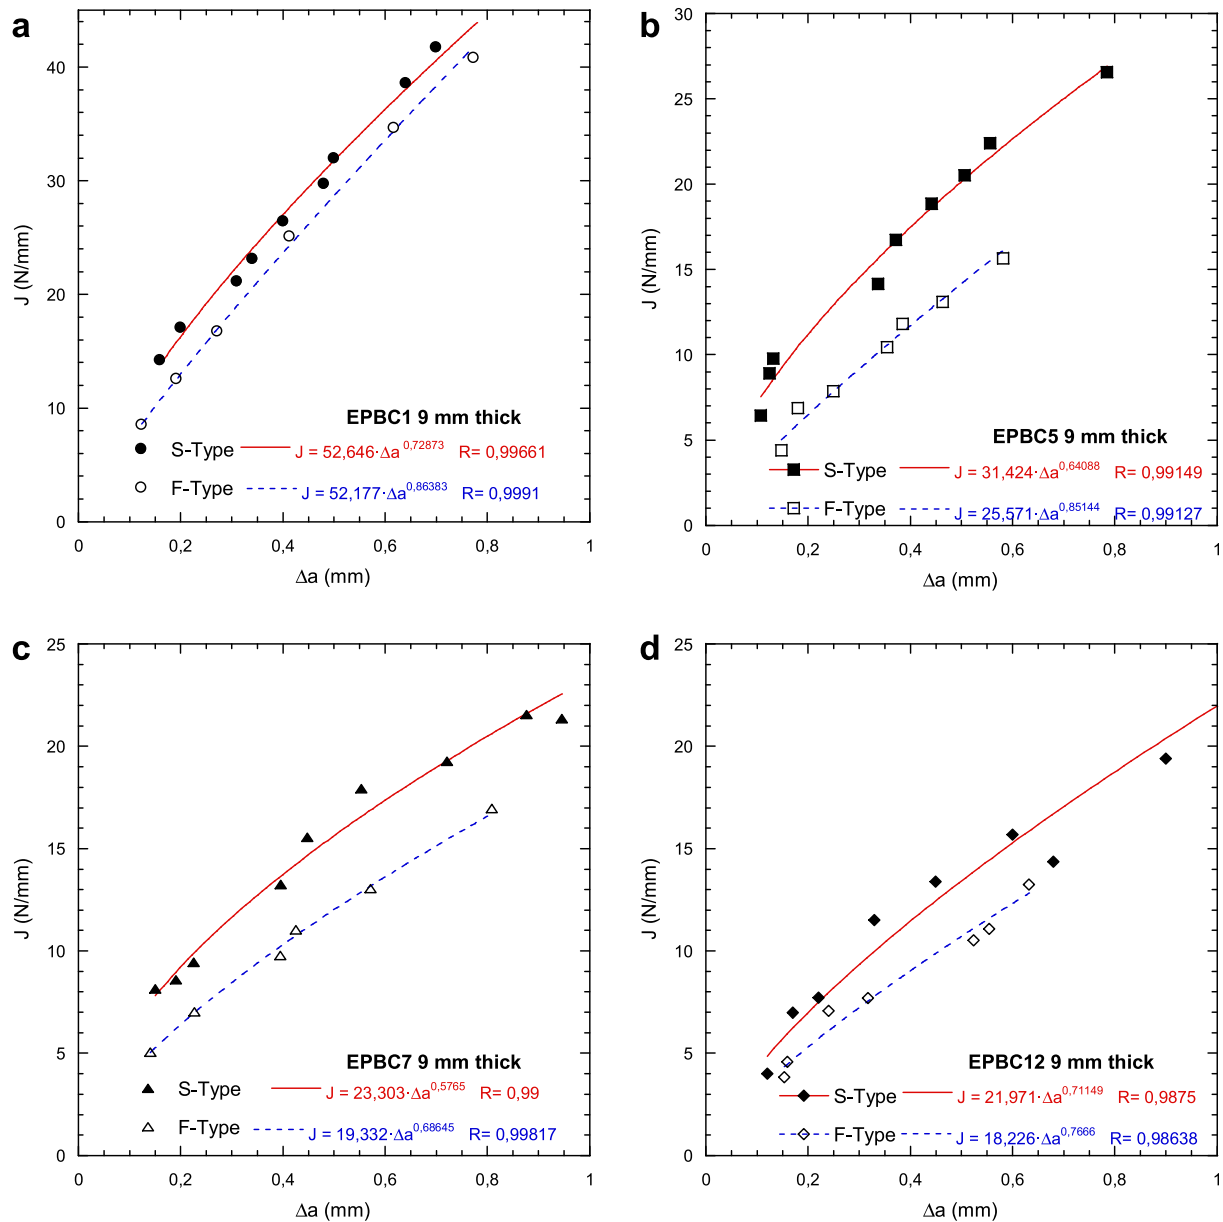 a
40
30
20
10
0
J (N/mm)
EPBC1 9 mm thick
S-Type J = 52,646·Δa^0,72873 R= 0,99661
F-Type J = 52,177·Δa^0,86383 R= 0,9991
0 0,2 0,4 0,6 0,8 1
Δa (mm)
b
30
25
20
15
10
5
0
J (N/mm)
EPBC5 9 mm thick
S-Type J = 31,424·Δa^0,64088 R= 0,99149
F-Type J = 25,571·Δa^0,85144 R= 0,99127
0 0,2 0,4 0,6 0,8 1
Δa (mm)
c
25
20
15
10
5
0
J (N/mm)
EPBC7 9 mm thick
S-Type J = 23,303·Δa^0,5765 R= 0,99
F-Type J = 19,332·Δa^0,68645 R= 0,99817
0 0,2 0,4 0,6 0,8 1
Δa (mm)
d
25
20
15
10
5
0
J (N/mm)
EPBC12 9 mm thick
S-Type J = 21,971·Δa^0,71149 R= 0,9875
F-Type J = 18,226·Δa^0,7666 R= 0,98638
0 0,2 0,4 0,6 0,8 1
Δa (mm)